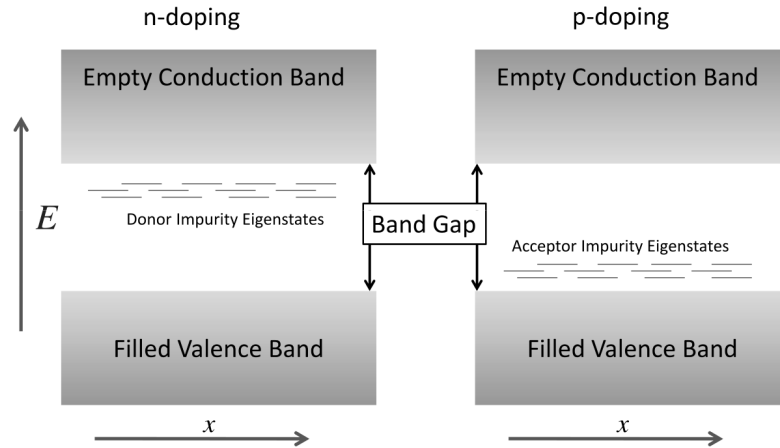 n-doping
p-doping
Empty Conduction Band
Empty Conduction Band
E
Donor Impurity Eigenstates
Band Gap
Acceptor Impurity Eigenstates
Filled Valence Band
Filled Valence Band
x
x